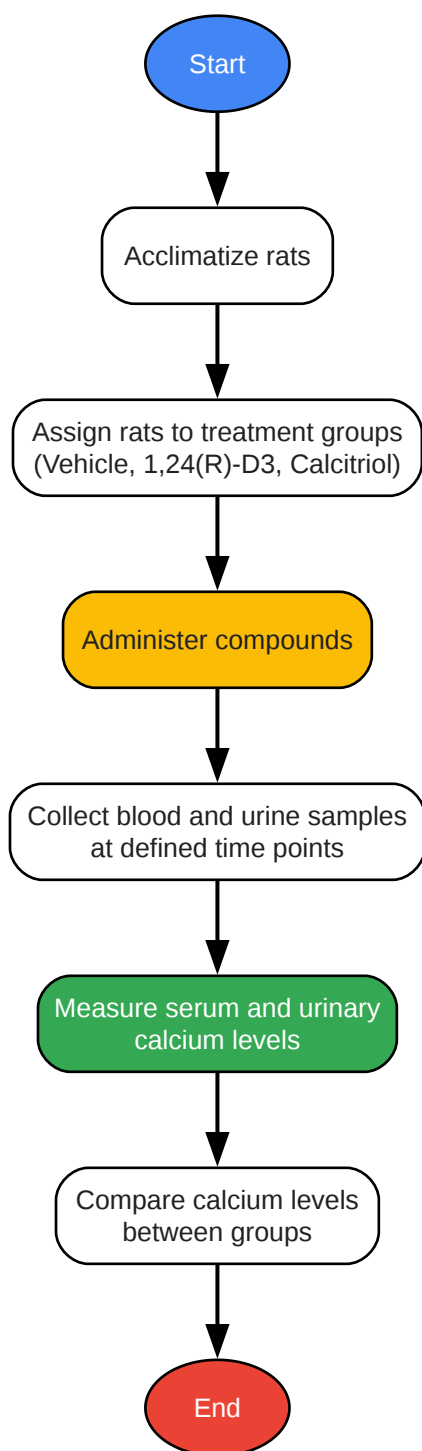 Start
Acclimatize rats
Assign rats to treatment groups
(Vehicle, 1,24(R)-D3, Calcitriol)
Administer compounds
Collect blood and urine samples
at defined time points
Measure serum and urinary
calcium levels
Compare calcium levels
between groups
End